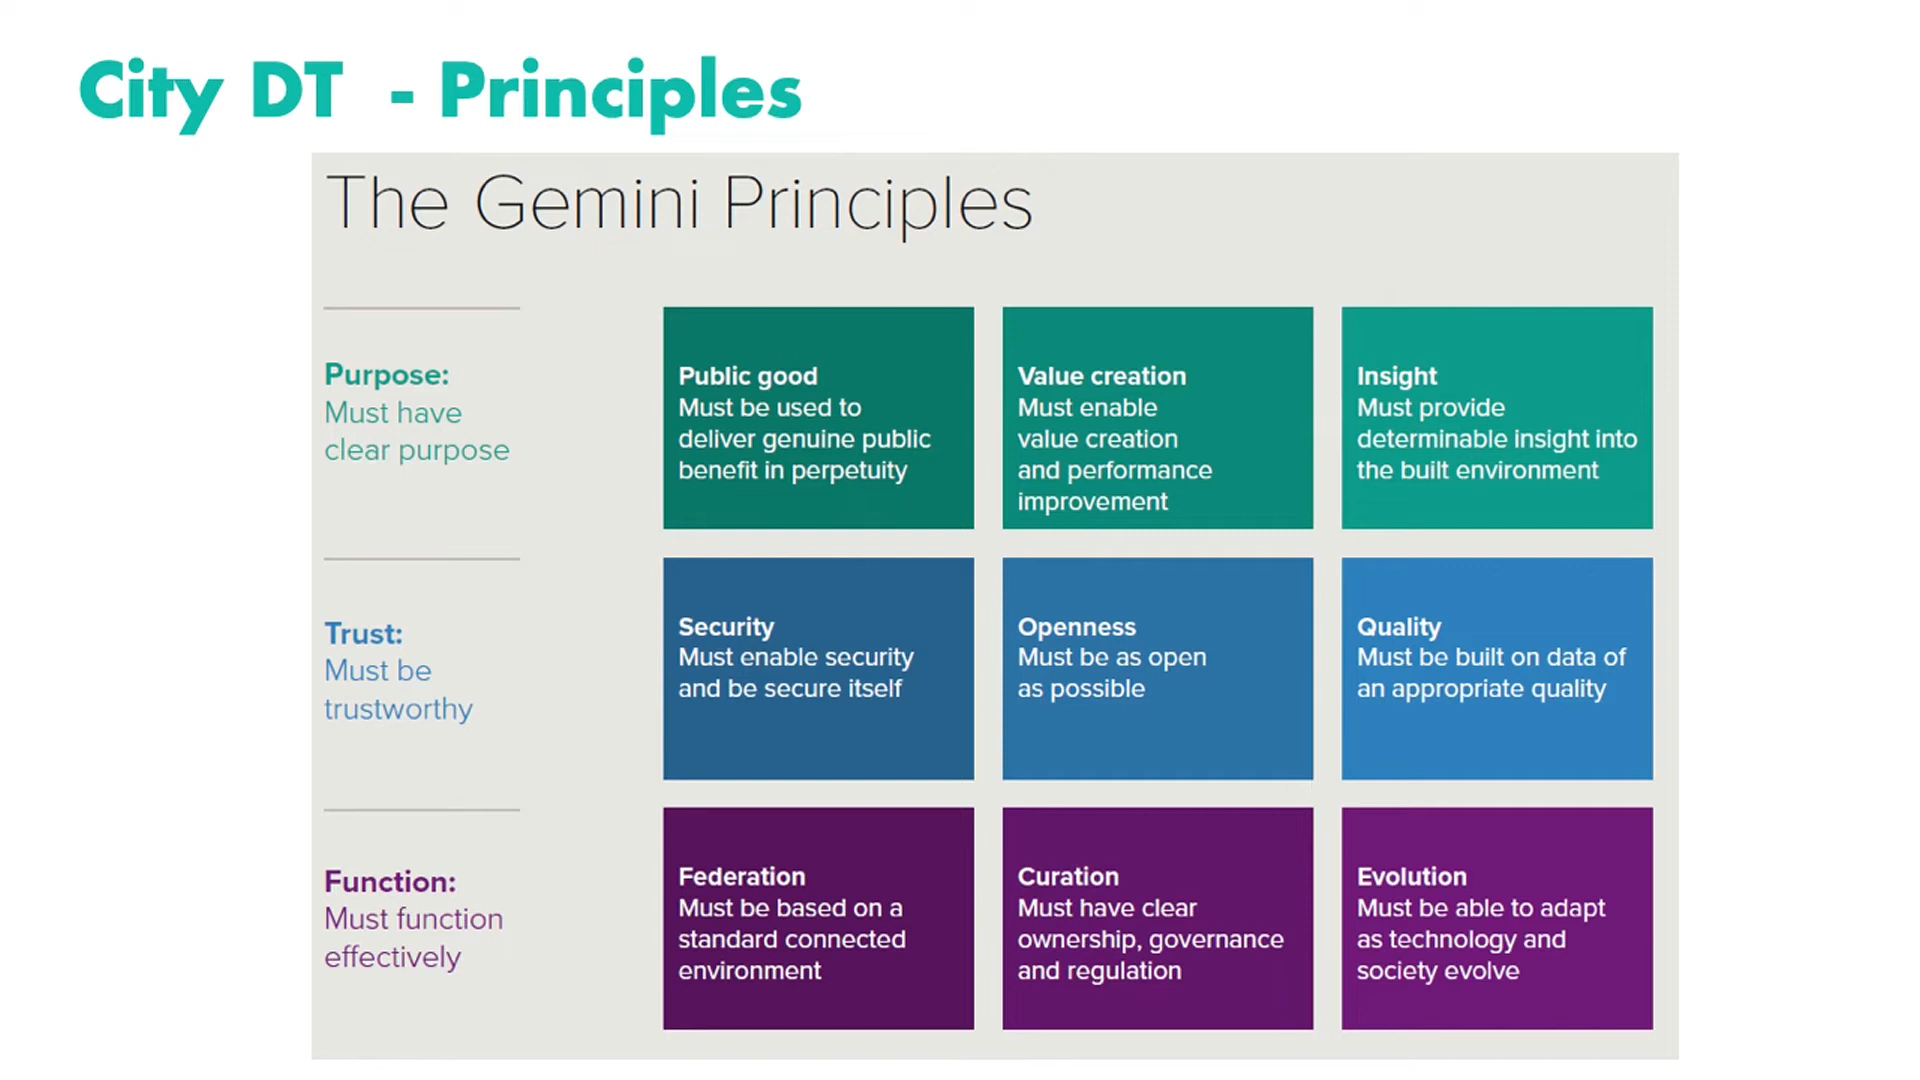 City DT - Principles
The Gemini Principles
Purpose:
Must have
clear purpose
Public good
Must be used to
deliver genuine public
benefit in perpetuity
Value creation
Must enable
value creation
and performance
improvement
Insight
Must provide
determinable insight into
the built environment
Trust:
Must be
trustworthy
Security
Must enable security
and be secure itself
Openness
Must be as open
as possible
Quality
Must be built on data of
an appropriate quality
Function:
Must function
effectively
Federation
Must be based on a
standard connected
environment
Curation
Must have clear
ownership, governance
and regulation
Evolution
Must be able to adapt
as technology and
society evolve